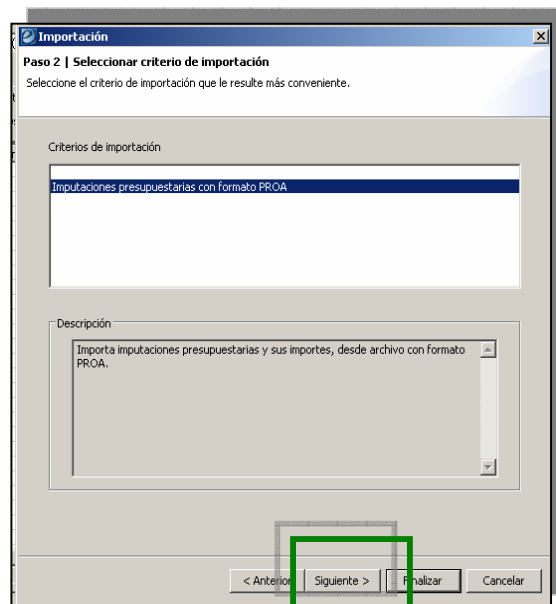 Importación
Paso 2 | Seleccionar criterio de importación
Seleccione el criterio de importación que le resulte más conveniente.
Criterios de importación
Imputaciones presupuestarias con formato PROA
Descripción
Importa imputaciones presupuestarias y sus importes, desde archivo con formato
PROA.
< Anterior Siguiente > Finalizar Cancelar